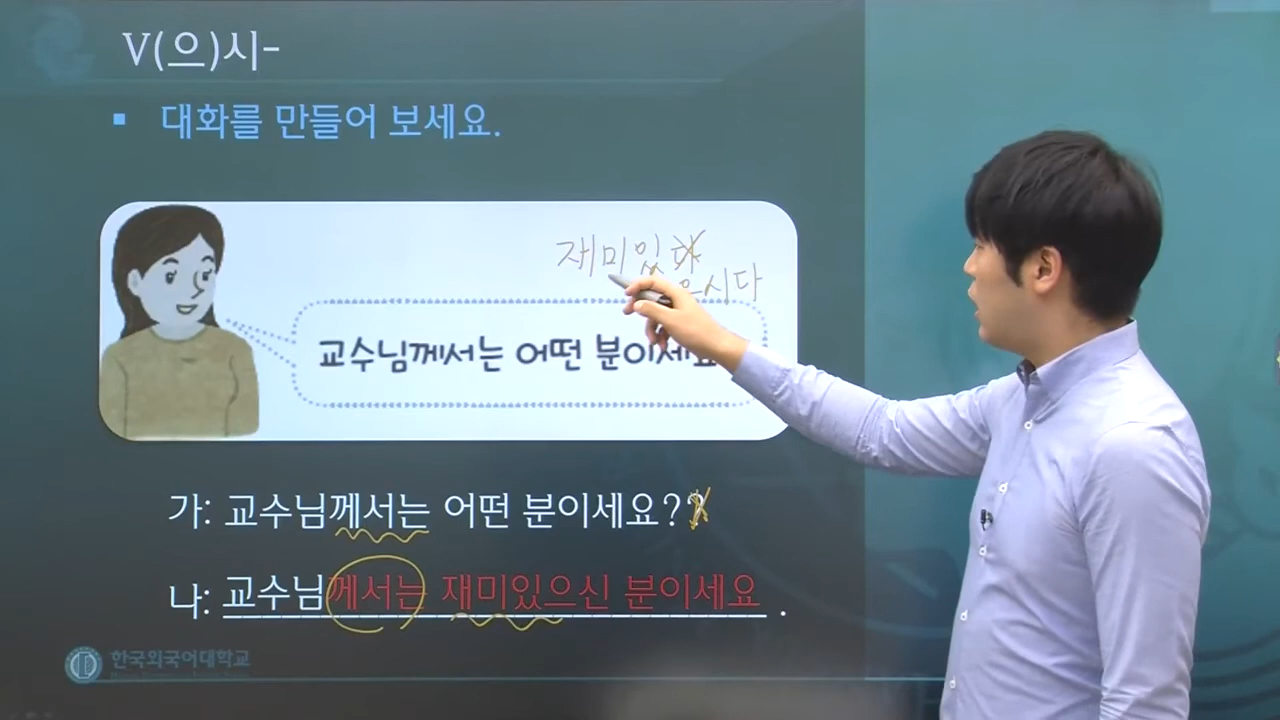 V(으)시-
▪ 대화를 만들어 보세요.
재미있다
으시다
교수님께서는 어떤 분이세요
가: 교수님께서는 어떤 분이세요??
나: 교수님께서는 재미있으신 분이세요 .
한국외국어대학교